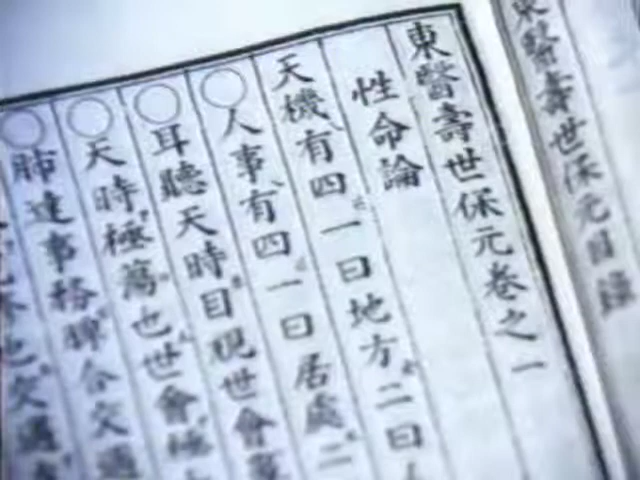 東醫壽世保元目錄
東醫壽世保元卷之一
性命論
天機有四一曰地方二曰人
○人事有四一曰居處二
○耳聽天時目視世會
○天時極蕩也世會極
○肺達事務脾合交遇